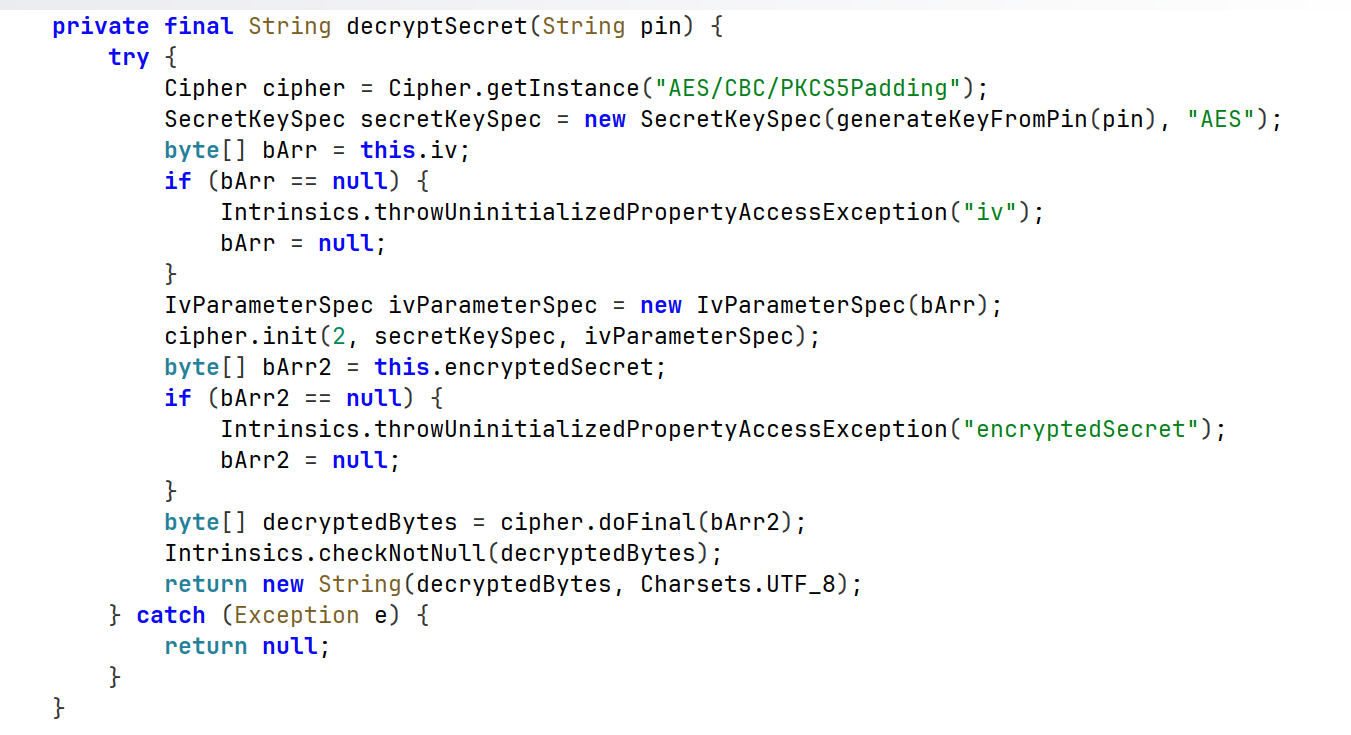 private final String decryptSecret(String pin) {
    try {
        Cipher cipher = Cipher.getInstance("AES/CBC/PKCS5Padding");
        SecretKeySpec secretKeySpec = new SecretKeySpec(generateKeyFromPin(pin), "AES");
        byte[] bArr = this.iv;
        if (bArr == null) {
            Intrinsics.throwUninitializedPropertyAccessException("iv");
            bArr = null;
        }
        IvParameterSpec ivParameterSpec = new IvParameterSpec(bArr);
        cipher.init(2, secretKeySpec, ivParameterSpec);
        byte[] bArr2 = this.encryptedSecret;
        if (bArr2 == null) {
            Intrinsics.throwUninitializedPropertyAccessException("encryptedSecret");
            bArr2 = null;
        }
        byte[] decryptedBytes = cipher.doFinal(bArr2);
        Intrinsics.checkNotNull(decryptedBytes);
        return new String(decryptedBytes, Charsets.UTF_8);
    } catch (Exception e) {
        return null;
    }
}